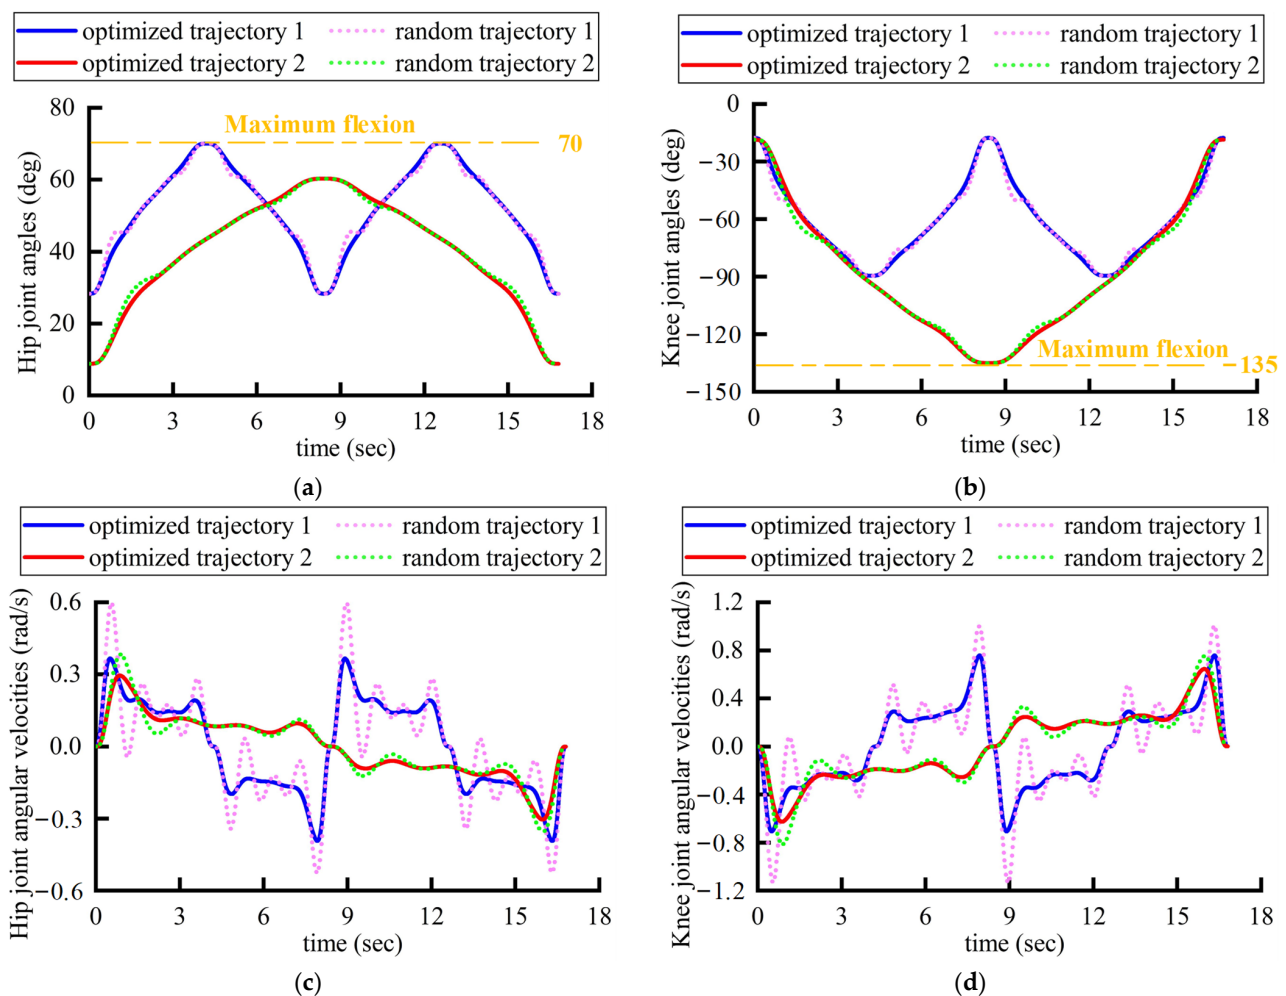 optimized trajectory 1 random trajectory 1
optimized trajectory 2 random trajectory 2
80
60
40
20
0
Hip joint angles (deg)
Maximum flexion
70
0 3 6 9 12 15 18
time (sec)
(a)
optimized trajectory 1 random trajectory 1
optimized trajectory 2 random trajectory 2
0
−30
−60
−90
−120
−150
Knee joint angles (deg)
Maximum flexion
−135
0 3 6 9 12 15 18
time (sec)
(b)
optimized trajectory 1 random trajectory 1
optimized trajectory 2 random trajectory 2
0.6
0.3
0.0
−0.3
−0.6
Hip joint angular velocities (rad/s)
0 3 6 9 12 15 18
time (sec)
(c)
optimized trajectory 1 random trajectory 1
optimized trajectory 2 random trajectory 2
1.2
0.8
0.4
0.0
−0.4
−0.8
−1.2
Knee joint angular velocities (rad/s)
0 3 6 9 12 15 18
time (sec)
(d)